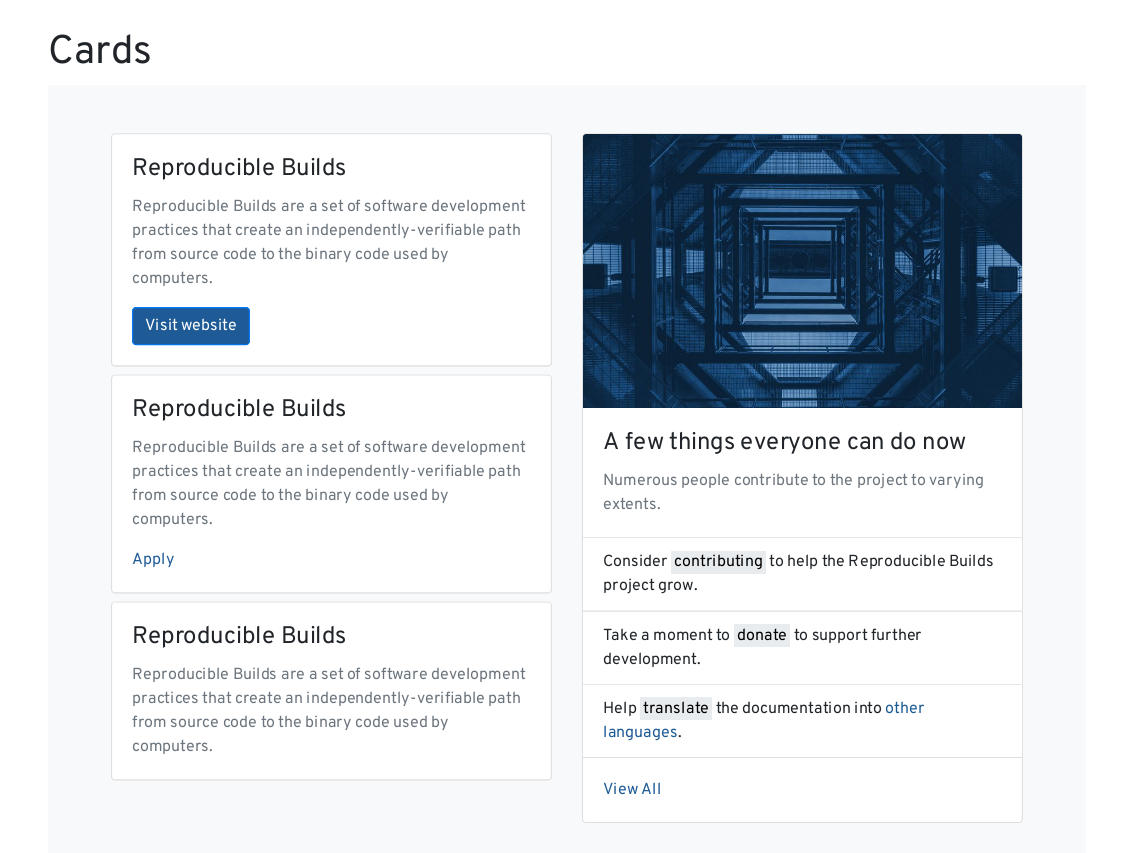 Cards
Reproducible Builds
Reproducible Builds are a set of software development
practices that create an independently-verifiable path
from source code to the binary code used by
computers.
Visit website
Reproducible Builds
Reproducible Builds are a set of software development
practices that create an independently-verifiable path
from source code to the binary code used by
computers.
Apply
Reproducible Builds
Reproducible Builds are a set of software development
practices that create an independently-verifiable path
from source code to the binary code used by
computers.
A few things everyone can do now
Numerous people contribute to the project to varying
extents.
Consider contributing to help the Reproducible Builds
project grow.
Take a moment to donate to support further
development.
Help translate the documentation into other
languages.
View All